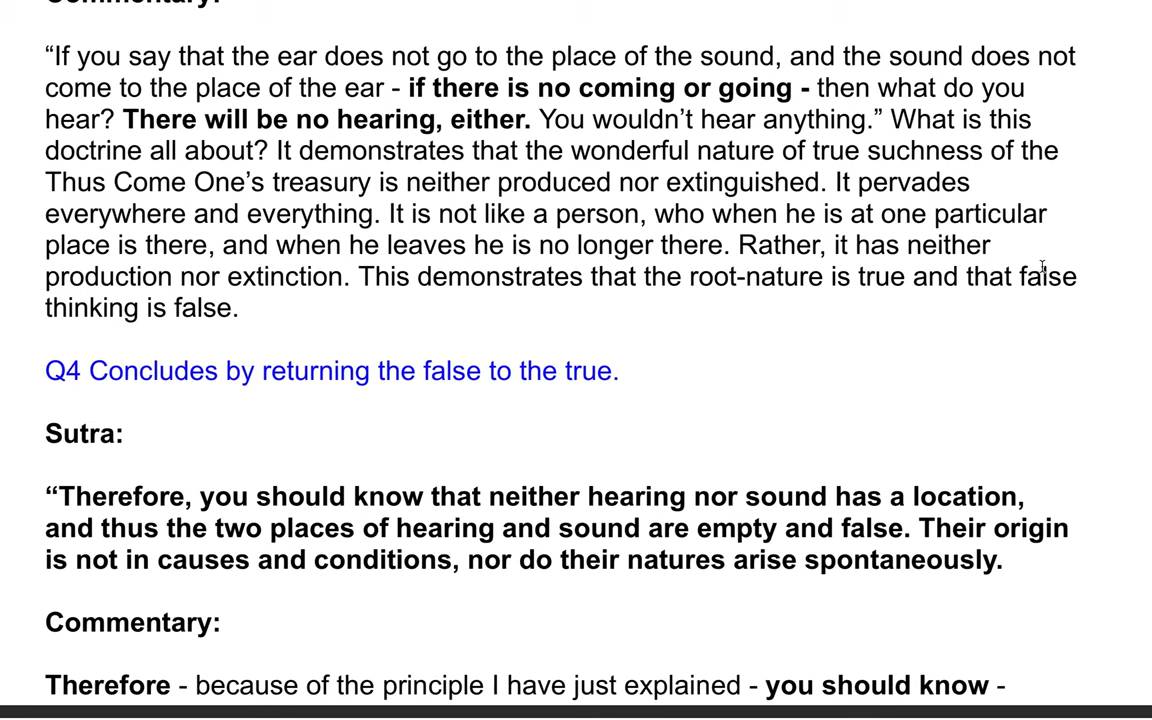 Commentary:
“If you say that the ear does not go to the place of the sound, and the sound does not
come to the place of the ear - if there is no coming or going - then what do you
hear? There will be no hearing, either. You wouldn’t hear anything.” What is this
doctrine all about? It demonstrates that the wonderful nature of true suchness of the
Thus Come One’s treasury is neither produced nor extinguished. It pervades
everywhere and everything. It is not like a person, who when he is at one particular
place is there, and when he leaves he is no longer there. Rather, it has neither
production nor extinction. This demonstrates that the root-nature is true and that false
thinking is false.
Q4 Concludes by returning the false to the true.
Sutra:
“Therefore, you should know that neither hearing nor sound has a location,
and thus the two places of hearing and sound are empty and false. Their origin
is not in causes and conditions, nor do their natures arise spontaneously.
Commentary:
Therefore - because of the principle I have just explained - you should know -